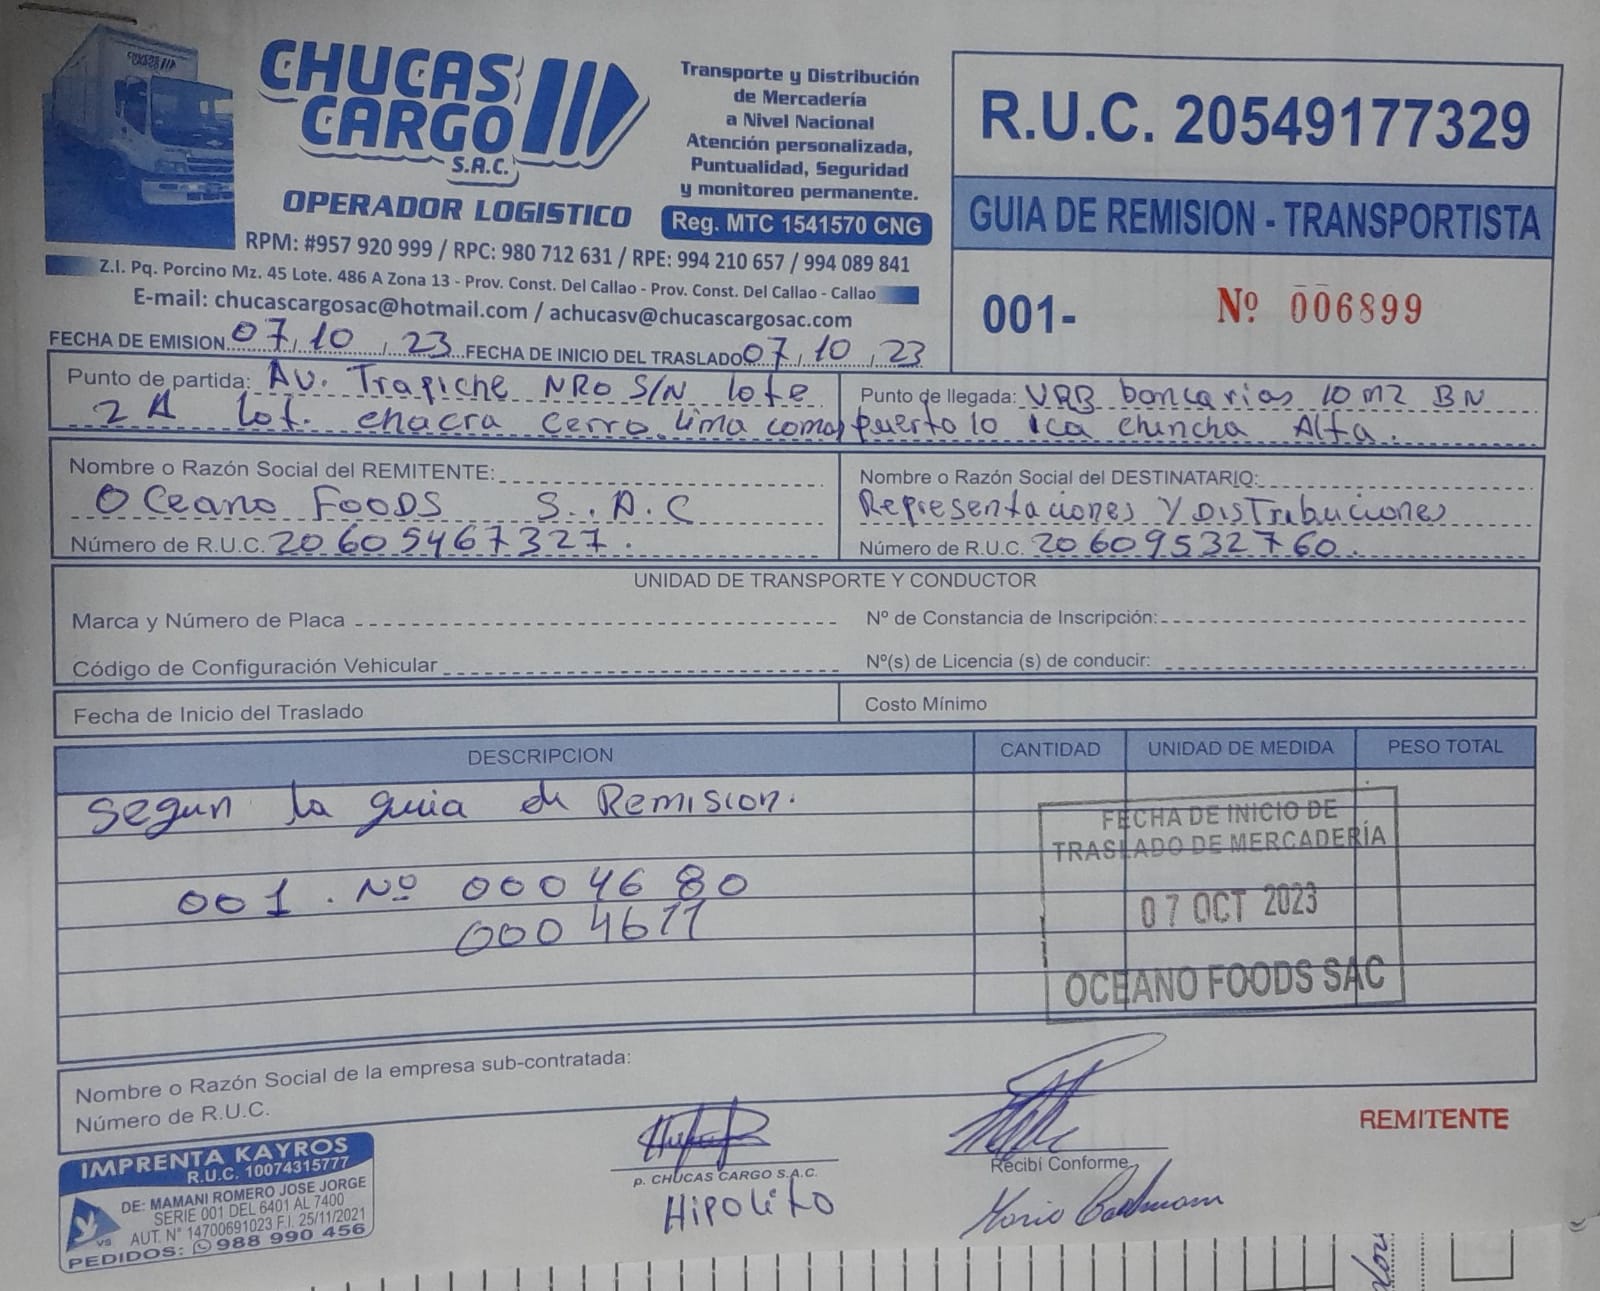 CHUCAS CARGO S.A.C.
OPERADOR LOGISTICO
Transporte y Distribución
de Mercadería
a Nivel Nacional
Atención personalizada,
Puntualidad, Seguridad
y monitoreo permanente.
Reg. MTC 1541570 CNG
RPM: #957 920 999 / RPC: 980 712 631 / RPE: 994 210 657 / 994 089 841
Z.I. Pq. Porcino Mz. 45 Lote. 486 A Zona 13 - Prov. Const. Del Callao - Prov. Const. Del Callao - Callao
E-mail: chucascargosac@hotmail.com / achucasv@chucascargosac.com
R.U.C. 20549177329
GUIA DE REMISION - TRANSPORTISTA
001- Nº 006899
FECHA DE EMISION 07, 10, 23 FECHA DE INICIO DEL TRASLADO 07, 10, 23
Punto de partida: AV. Trapiche NRO S/N lote
2A lot. chacra cerro lima comas
Punto de llegada: URB bancarios 10 m2 BN
puerto lo ica chincha Alta.
Nombre o Razón Social del REMITENTE:
Oceano FOODS S.A.C
Número de R.U.C. 20605467327.
Nombre o Razón Social del DESTINATARIO:
Representaciones Y DISTribuciones
Número de R.U.C. 20609532760.
UNIDAD DE TRANSPORTE Y CONDUCTOR
Marca y Número de Placa
Nº de Constancia de Inscripción:
Código de Configuración Vehicular
Nº(s) de Licencia (s) de conducir:
Fecha de Inicio del Traslado
Costo Mínimo
DESCRIPCION CANTIDAD UNIDAD DE MEDIDA PESO TOTAL
Segun la guia de Remision.
001. Nº 0004680
0004677
FECHA DE INICIO DE
TRASLADO DE MERCADERÍA
07 OCT 2023
OCEANO FOODS SAC
Nombre o Razón Social de la empresa sub-contratada:
Número de R.U.C.
IMPRENTA KAYROS
R.U.C. 10074315777
DE: MAMANI ROMERO JOSE JORGE
SERIE 001 DEL 6401 AL 7400
AUT. N° 14700691023 F.I. 25/11/2021
PEDIDOS: 988 990 456
p. CHUCAS CARGO S.A.C.
Hipolito
Recibí Conforme
Mario
REMITENTE